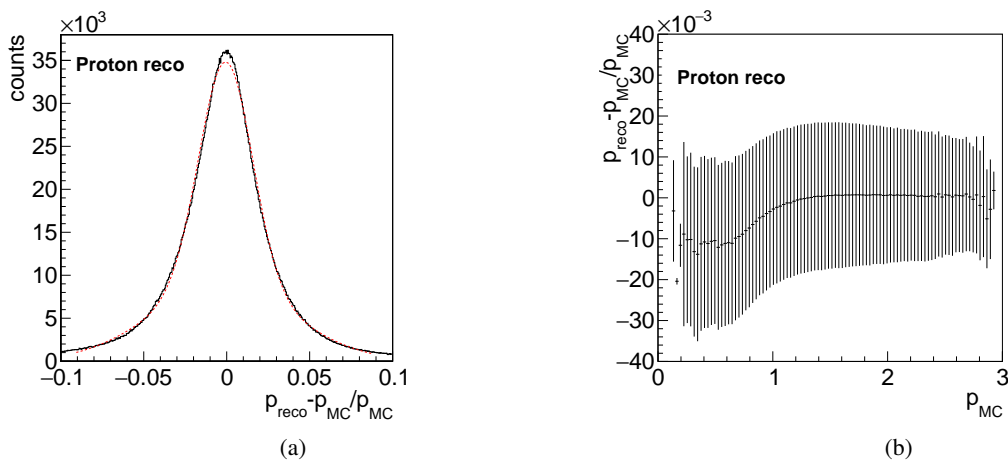 ×10³
counts
Proton reco
35
30
25
20
15
10
5
0
−0.1 −0.05 0 0.05 0.1
p_reco-p_MC/p_MC
(a)
×10⁻³
p_reco-p_MC/p_MC
Proton reco
40
30
20
10
0
−10
−20
−30
−40
0 1 2 3
p_MC
(b)